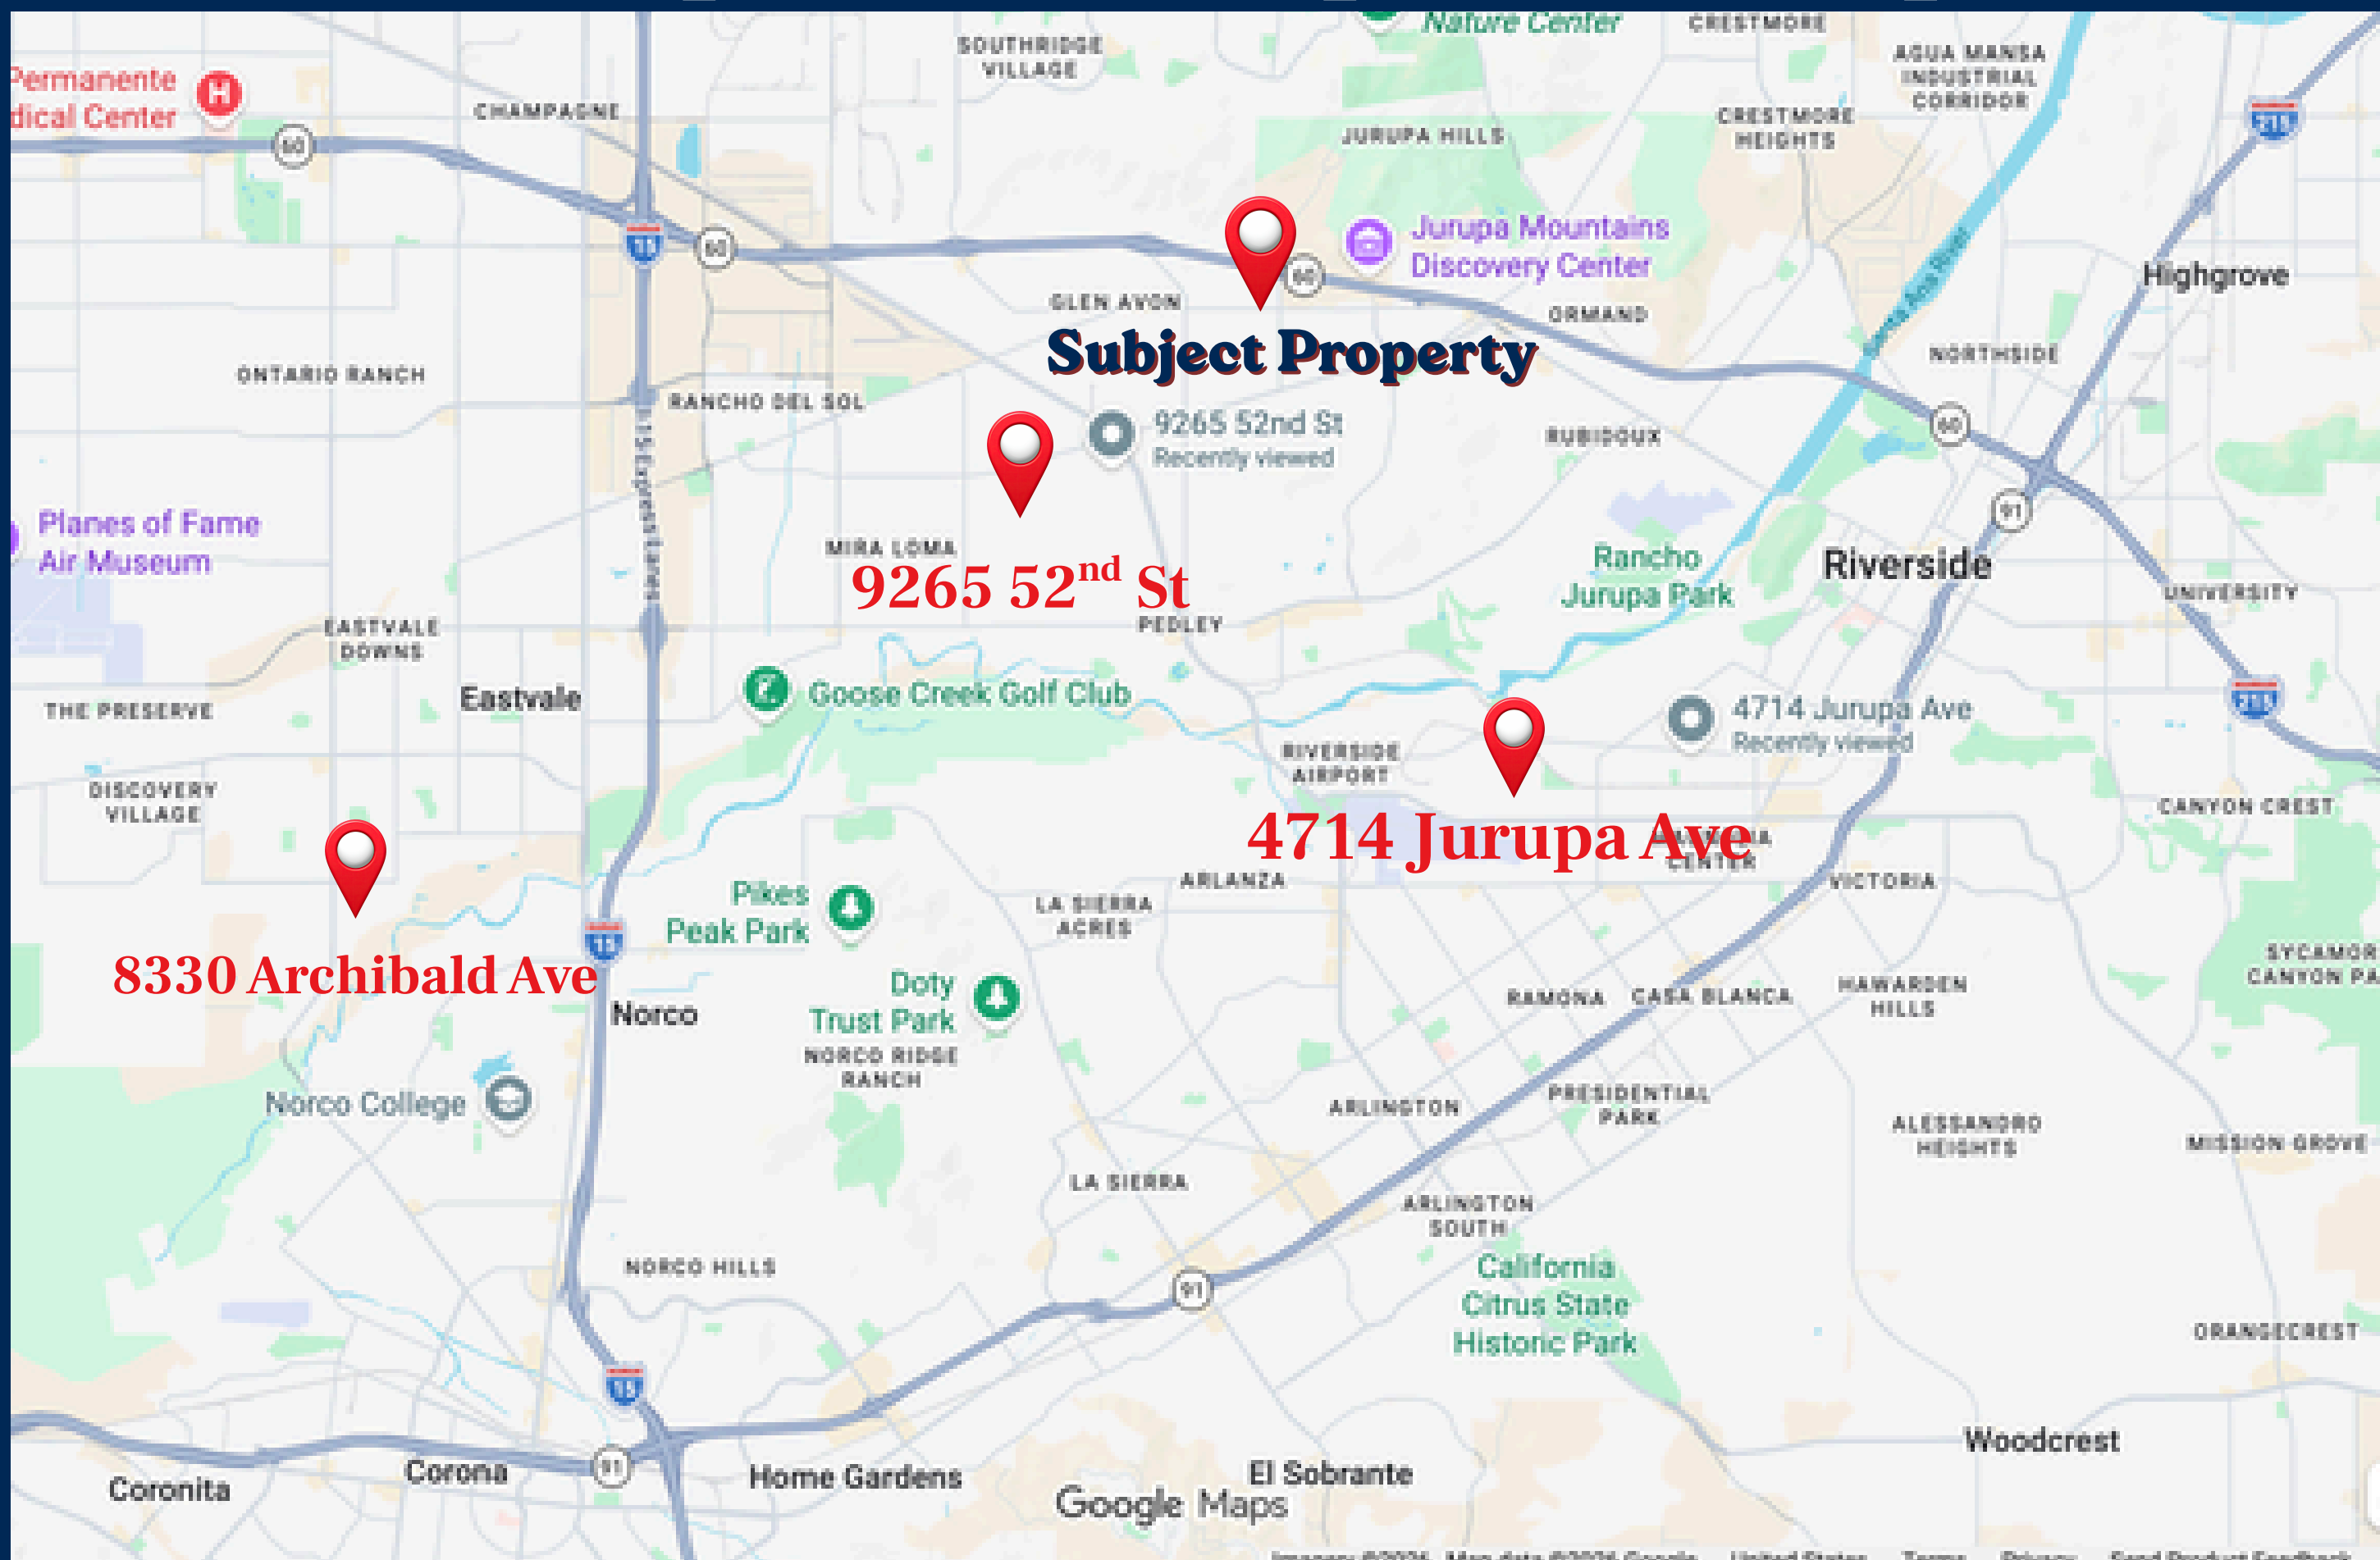 Nature Center
CRESTMORE
SOUTHRIDGE
VILLAGE
AGUA MANSA
INDUSTRIAL
CORRIDOR
Permanente
dical Center
H
CHAMPAGNE
CRESTMORE
HEIGHTS
215
60
JURUPA HILLS
15
60
Jurupa Mountains
Discovery Center
60
Highgrove
GLEN AVON
ORMAND
Subject Property
NORTHSIDE
ONTARIO RANCH
RANCHO DEL SOL
9265 52nd St
Recently viewed
RUBIDOUX
60
I-15 Express Lanes
Planes of Fame
Air Museum
91
MIRA LOMA
9265 52nd St
Rancho
Jurupa Park
Riverside
UNIVERSITY
PEDLEY
EASTVALE
DOWNS
Eastvale
Goose Creek Golf Club
THE PRESERVE
215
4714 Jurupa Ave
Recently viewed
RIVERSIDE
AIRPORT
DISCOVERY
VILLAGE
CANYON CREST
4714 Jurupa Ave
CENTER
ARLANZA
VICTORIA
Pikes
Peak Park
LA SIERRA
ACRES
15
8330 Archibald Ave
SYCAMOR
CANYON PA
Doty
Trust Park
RAMONA
CASA BLANCA
HAWARDEN
HILLS
Norco
NORCO RIDGE
RANCH
Norco College
ARLINGTON
PRESIDENTIAL
PARK
ALESSANDRO
HEIGHTS
MISSION GROVE
LA SIERRA
ARLINGTON
SOUTH
NORCO HILLS
91
California
Citrus State
Historic Park
ORANGECREST
15
Woodcrest
91
Corona
Coronita
Home Gardens
El Sobrante
Google Maps